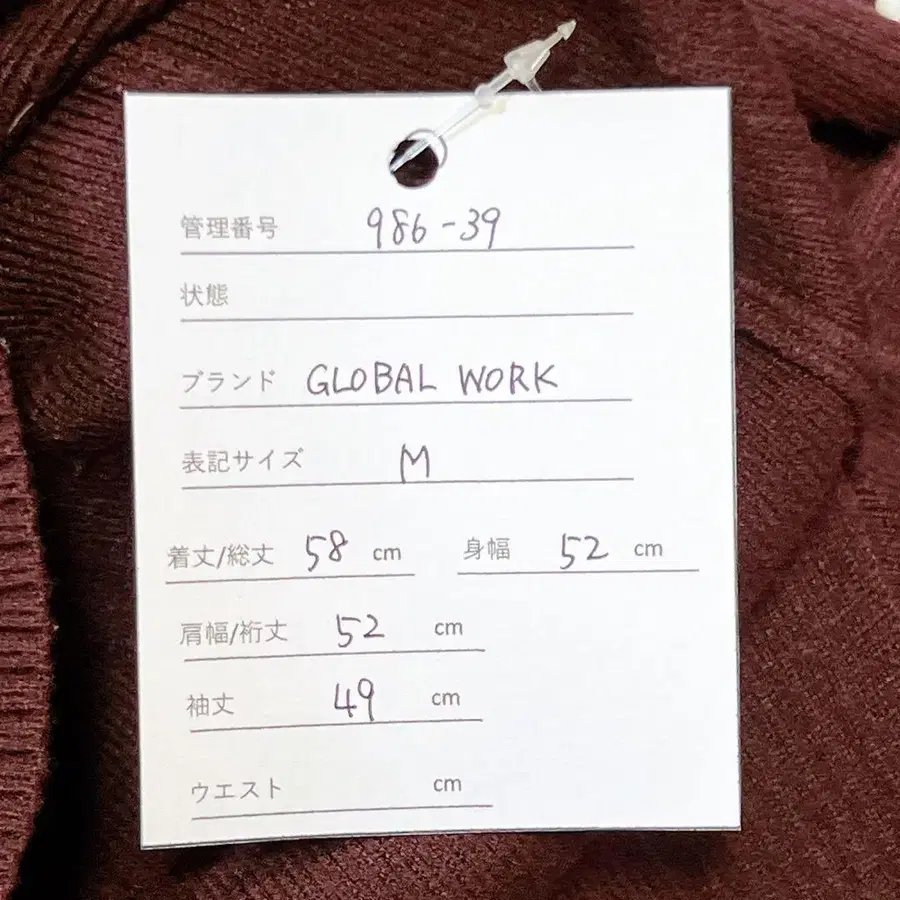 管理番号 986-39
状態
ブランド GLOBAL WORK
表記サイズ M
着丈/総丈 58 cm 身幅 52 cm
肩幅/裄丈 52 cm
袖丈 49 cm
ウエスト cm